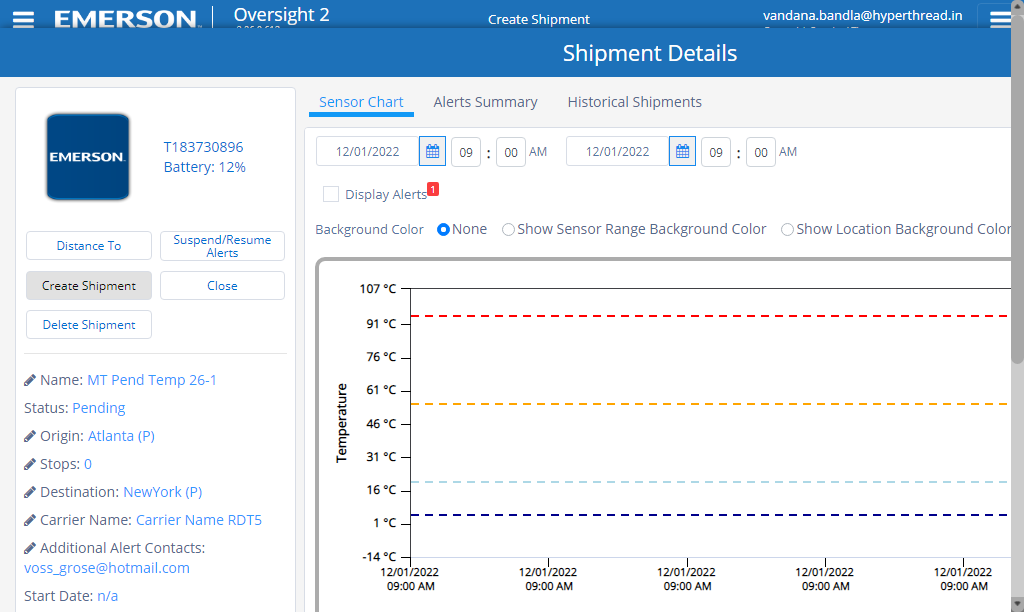 EMERSON
Oversight 2
Create Shipment
vandana.bandla@hyperthread.in
Shipment Details
EMERSON
T183730896
Battery: 12%
Distance To
Suspend/Resume
Alerts
Create Shipment
Close
Delete Shipment
Name: MT Pend Temp 26-1
Status: Pending
Origin: Atlanta (P)
Stops: 0
Destination: NewYork (P)
Carrier Name: Carrier Name RDT5
Additional Alert Contacts:
voss_grose@hotmail.com
Start Date: n/a
Sensor Chart Alerts Summary Historical Shipments
12/01/2022 09 : 00 AM 12/01/2022 09 : 00 AM
Display Alerts 1
Background Color None Show Sensor Range Background Color Show Location Background Color
Temperature
107 °C
91 °C
76 °C
61 °C
46 °C
31 °C
16 °C
1 °C
-14 °C
12/01/2022 12/01/2022 12/01/2022 12/01/2022 12/01/2022
09:00 AM 09:00 AM 09:00 AM 09:00 AM 09:00 AM